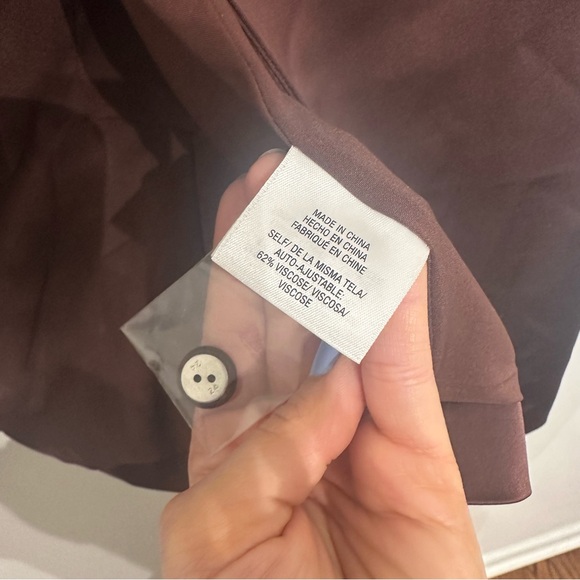 MADE IN CHINA
HECHO EN CHINA
FABRIQUÉ EN CHINE
SELF/ DE LA MISMA TELA/
AUTO-AJUSTABLE:
62% VISCOSE/ VISCOSA/
VISCOSE